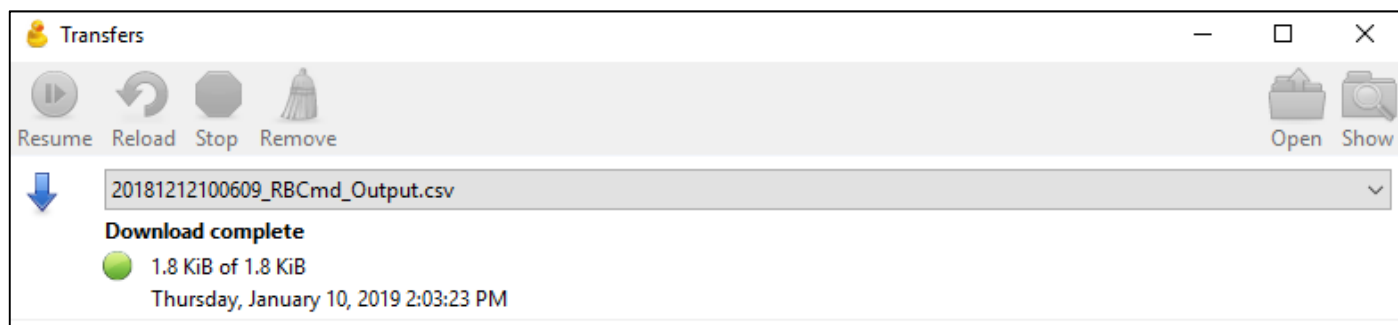 Transfers
Resume Reload Stop Remove Open Show
20181212100609_RBCmd_Output.csv
Download complete
1.8 KiB of 1.8 KiB
Thursday, January 10, 2019 2:03:23 PM